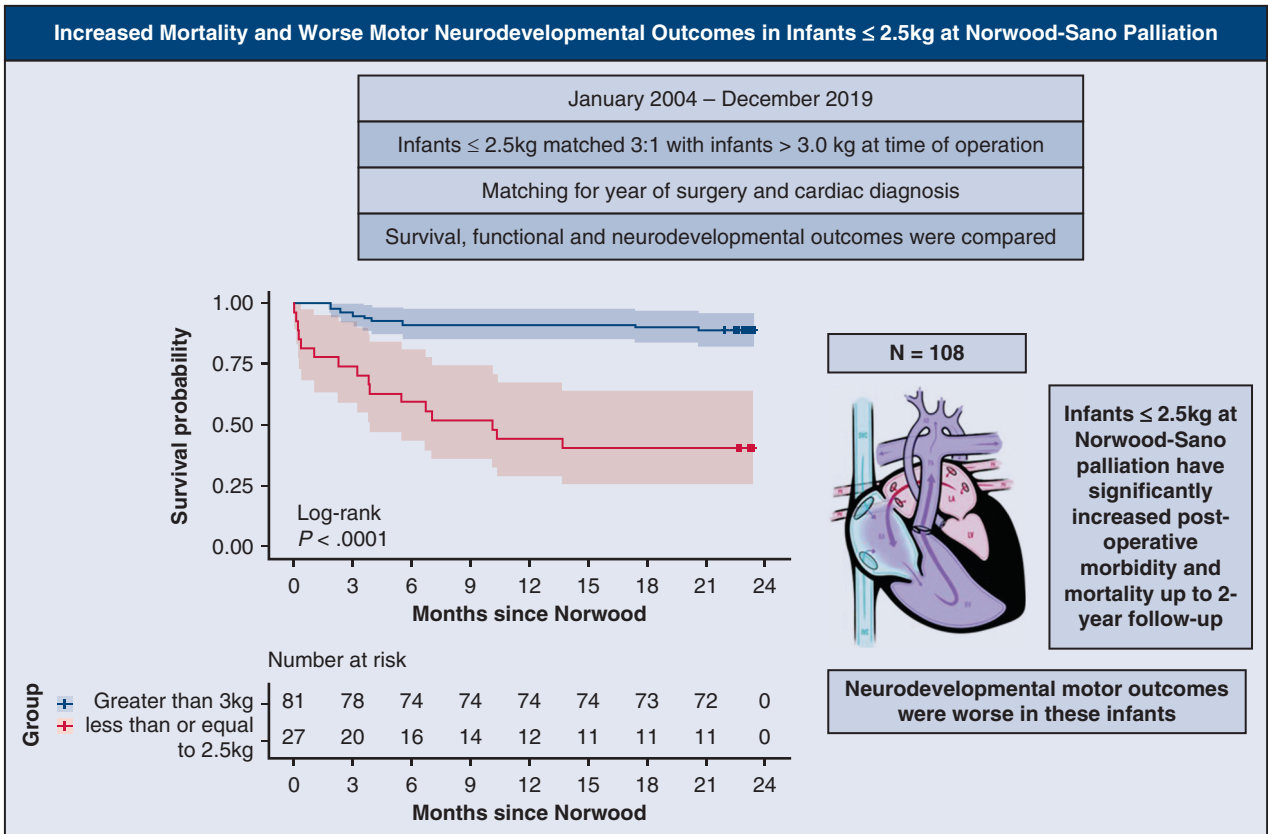 Increased Mortality and Worse Motor Neurodevelopmental Outcomes in Infants ≤ 2.5kg at Norwood-Sano Palliation
January 2004 – December 2019
Infants ≤ 2.5kg matched 3:1 with infants > 3.0 kg at time of operation
Matching for year of surgery and cardiac diagnosis
Survival, functional and neurodevelopmental outcomes were compared
Survival probability
1.00
0.75
0.50
0.25
0.00
Log-rank
P < .0001
0 3 6 9 12 15 18 21 24
Months since Norwood
N = 108
Infants ≤ 2.5kg at
Norwood-Sano
palliation have
significantly
increased post-
operative
morbidity and
mortality up to 2-
year follow-up
Neurodevelopmental motor outcomes
were worse in these infants
Number at risk
Group
Greater than 3kg 81 78 74 74 74 74 73 72 0
less than or equal
to 2.5kg 27 20 16 14 12 11 11 11 0
0 3 6 9 12 15 18 21 24
Months since Norwood